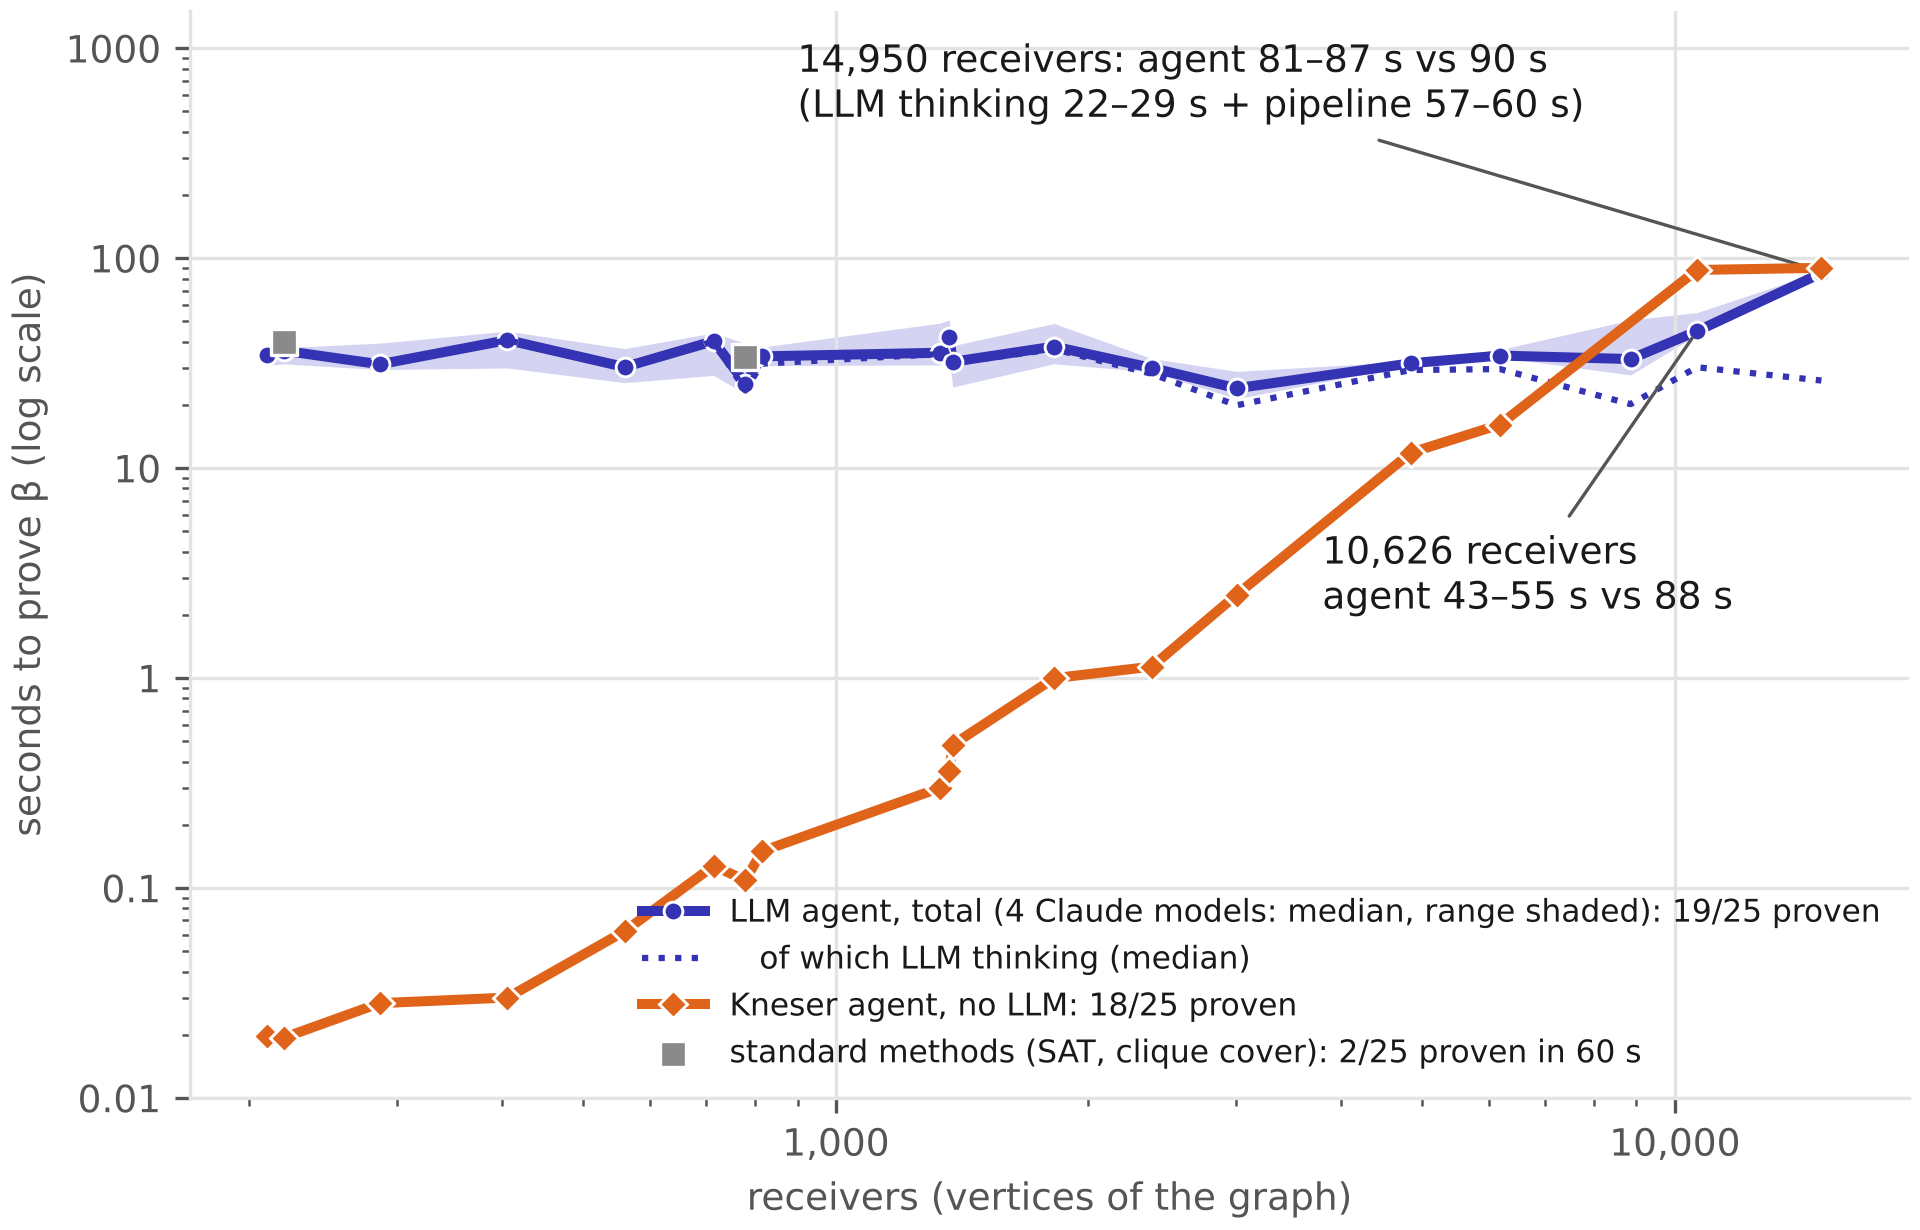 1000
14,950 receivers: agent 81–87 s vs 90 s
(LLM thinking 22–29 s + pipeline 57–60 s)
100
10
10,626 receivers
agent 43–55 s vs 88 s
1
0.1
0.01
seconds to prove β (log scale)
LLM agent, total (4 Claude models: median, range shaded): 19/25 proven
of which LLM thinking (median)
Kneser agent, no LLM: 18/25 proven
standard methods (SAT, clique cover): 2/25 proven in 60 s
1,000
10,000
receivers (vertices of the graph)